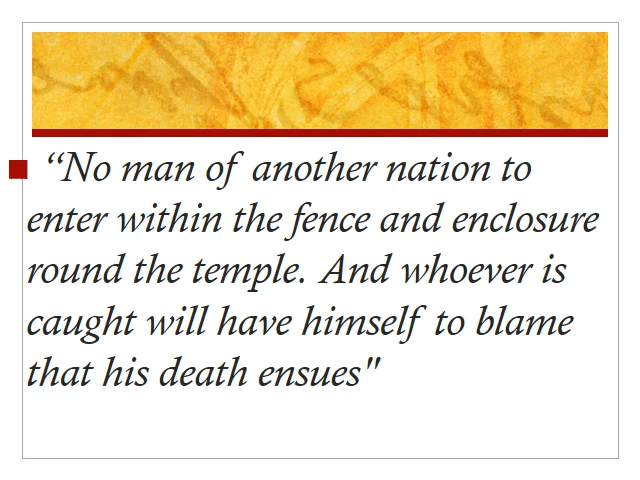 “No man of another nation to
enter within the fence and enclosure
round the temple. And whoever is
caught will have himself to blame
that his death ensues"